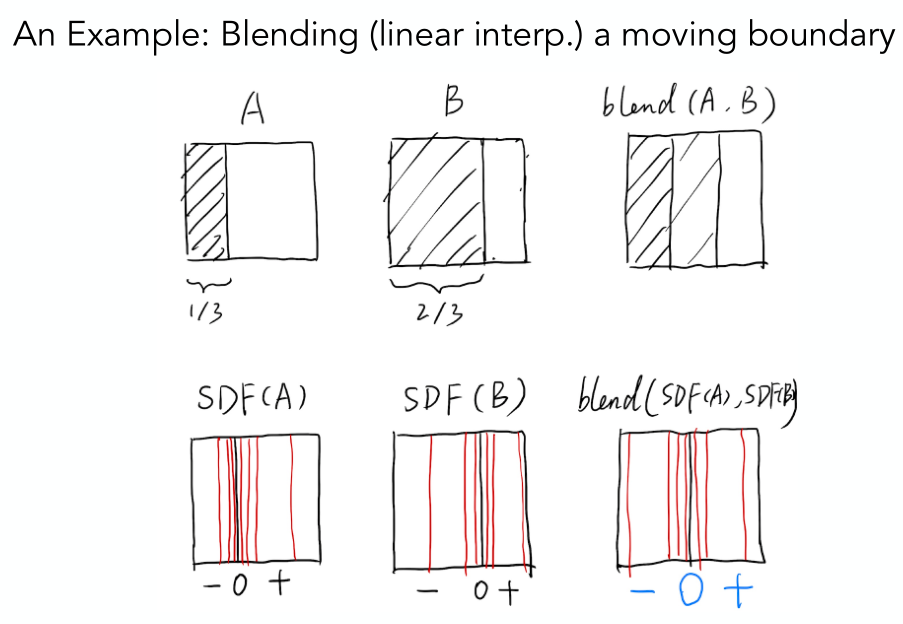 An Example: Blending (linear interp.) a moving boundary
A B blend (A, B)
1/3 2/3
SDF(A) SDF (B) blend(SDF(A), SDF(B))
- 0 + - 0 + - 0 +